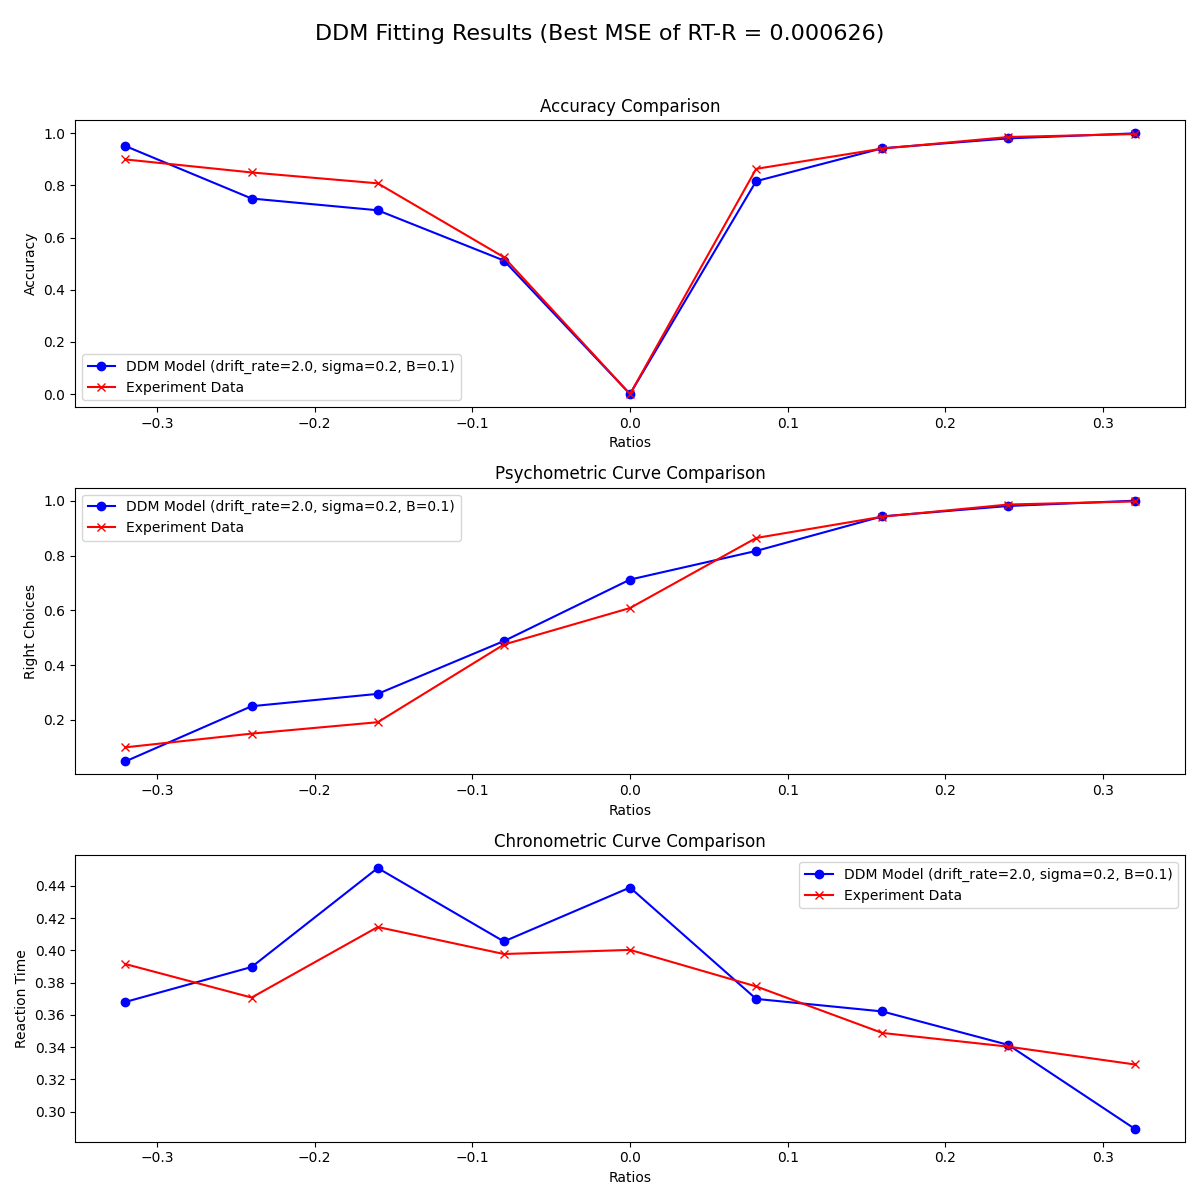 DDM Fitting Results (Best MSE of RT-R = 0.000626)
Accuracy Comparison
1.0
0.8
0.6
0.4
0.2
0.0
Accuracy
DDM Model (drift_rate=2.0, sigma=0.2, B=0.1)
Experiment Data
−0.3 −0.2 −0.1 0.0 0.1 0.2 0.3
Ratios
Psychometric Curve Comparison
1.0
0.8
0.6
0.4
0.2
Right Choices
DDM Model (drift_rate=2.0, sigma=0.2, B=0.1)
Experiment Data
−0.3 −0.2 −0.1 0.0 0.1 0.2 0.3
Ratios
Chronometric Curve Comparison
0.44
0.42
0.40
0.38
0.36
0.34
0.32
0.30
Reaction Time
DDM Model (drift_rate=2.0, sigma=0.2, B=0.1)
Experiment Data
−0.3 −0.2 −0.1 0.0 0.1 0.2 0.3
Ratios